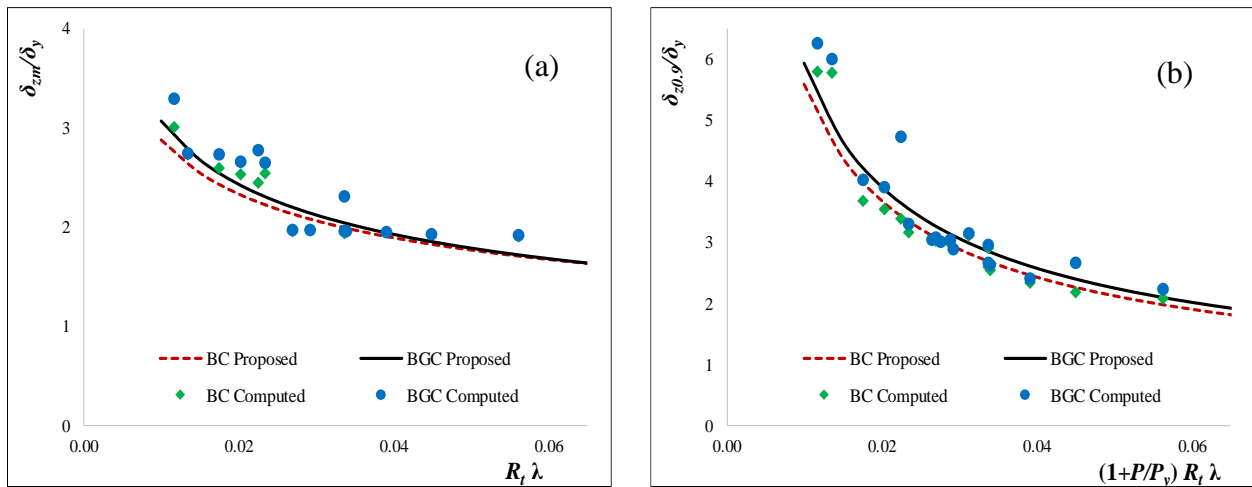 4
3
2
1
0
δzm/δy
(a)
BC Proposed
BGC Proposed
BC Computed
BGC Computed
0.00
0.02
0.04
0.06
Rt λ
6
5
4
3
2
1
0
δz0.9/δy
(b)
BC Proposed
BGC Proposed
BC Computed
BGC Computed
0.00
0.02
0.04
0.06
(1+P/Py) Rt λ